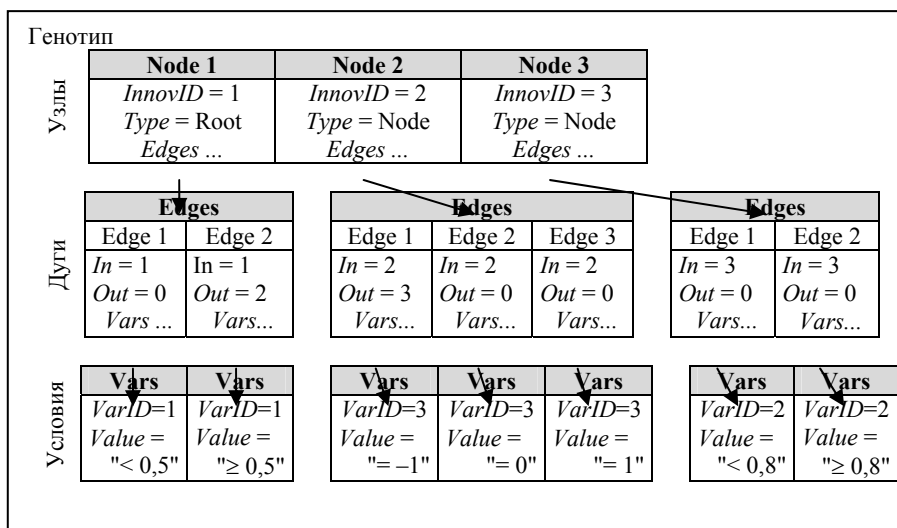 Генотип
Узлы
Node 1 Node 2 Node 3
InnovID = 1 InnovID = 2 InnovID = 3
Type = Root Type = Node Type = Node
Edges ... Edges ... Edges ...
Дуги
Edges Edges Edges
Edge 1 Edge 2 Edge 1 Edge 2 Edge 3 Edge 1 Edge 2
In = 1 In = 1 In = 2 In = 2 In = 2 In = 3 In = 3
Out = 0 Out = 2 Out = 3 Out = 0 Out = 0 Out = 0 Out = 0
Vars ... Vars... Vars... Vars... Vars... Vars... Vars...
Условия
Vars Vars Vars Vars Vars Vars Vars
VarID=1 VarID=1 VarID=3 VarID=3 VarID=3 VarID=2 VarID=2
Value = Value = Value = Value = Value = Value = Value =
"< 0,5" "≥ 0,5" "= –1" "= 0" "= 1" "< 0,8" "≥ 0,8"